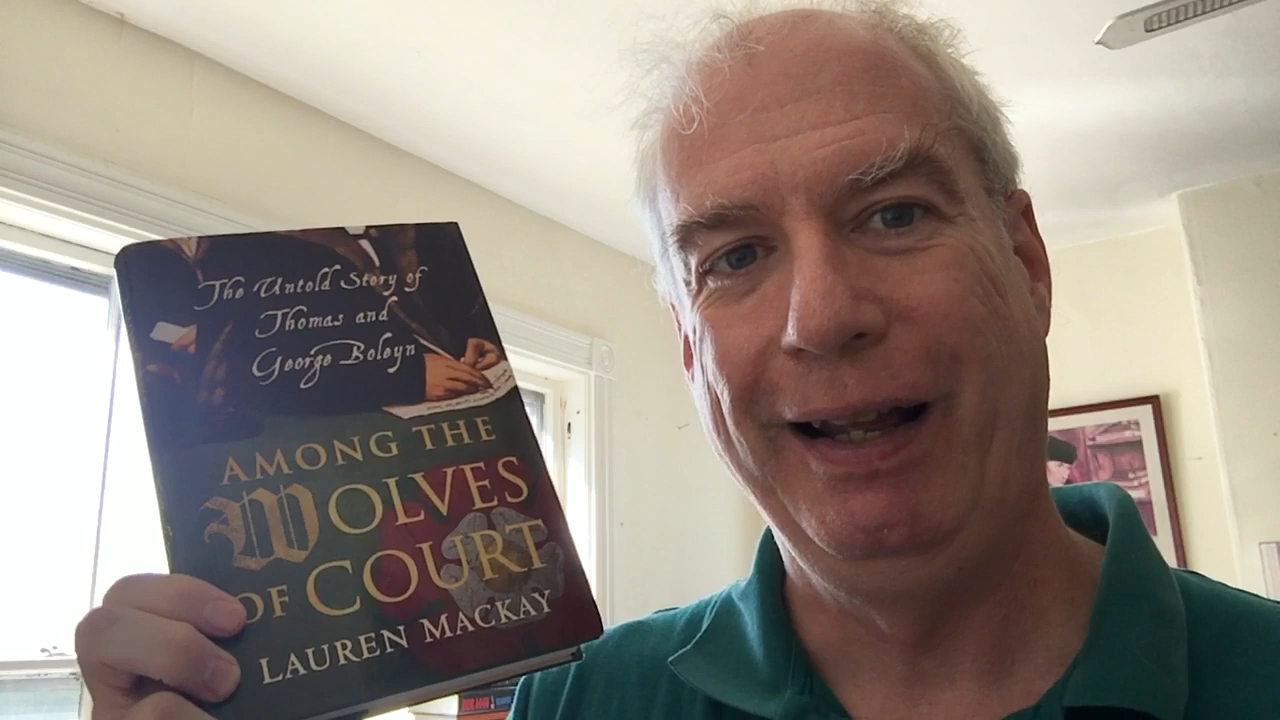 The Untold Story of
Thomas and
George Boleyn
AMONG THE
WOLVES
OF COURT
LAUREN MACKAY